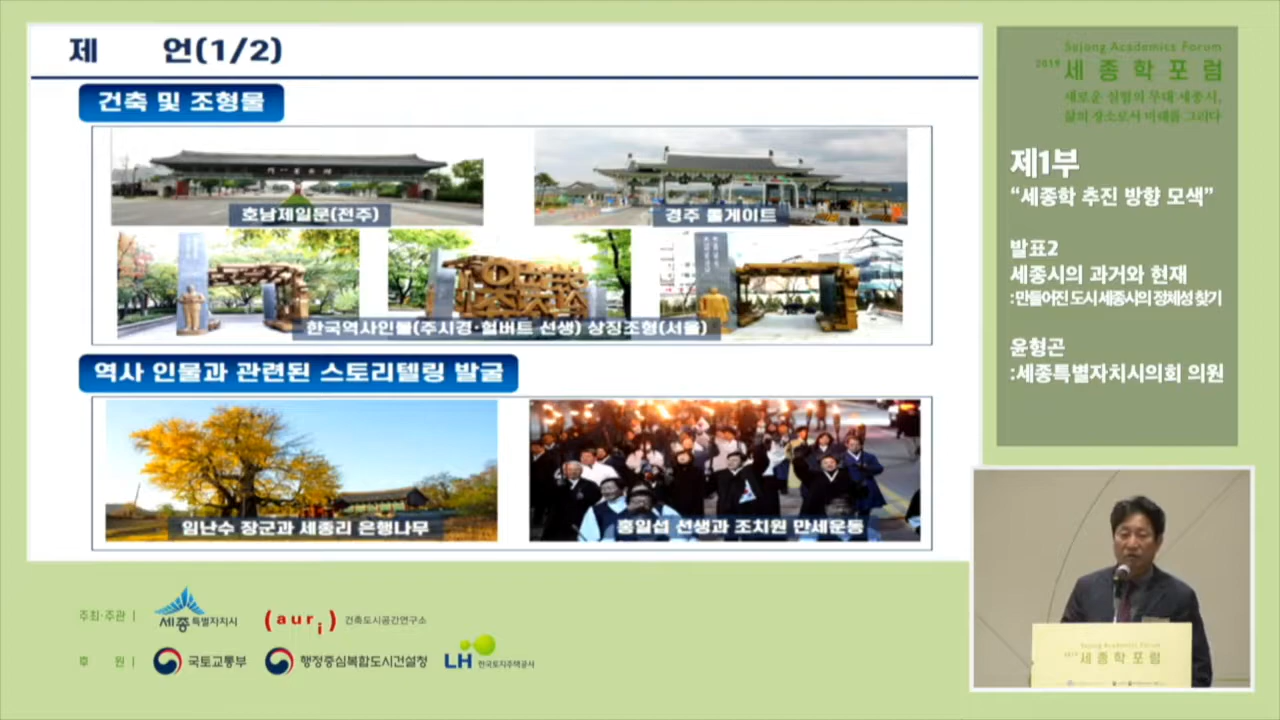 제 언(1/2)
건축 및 조형물
호남제일문(전주)
경주 톨게이트
한국역사인물(주시경·헐버트 선생) 상징조형(서울)
역사 인물과 관련된 스토리텔링 발굴
임난수 장군과 세종리 은행나무
홍일섭 선생과 조치원 만세운동
Sejong Academics Forum
2019 세종학포럼
새로운 실험의 무대 세종시,
삶의 장소로서 미래를 그리다
제1부
“세종학 추진 방향 모색”
발표2
세종시의 과거와 현재
:만들어진 도시 세종시의 정체성 찾기
윤형곤
:세종특별자치시의회 의원
주최·주관 | 세종특별자치시 (auri) 건축도시공간연구소
후 원 | 국토교통부 행정중심복합도시건설청 LH 한국토지주택공사
Sejong Academics Forum
2019 세종학포럼